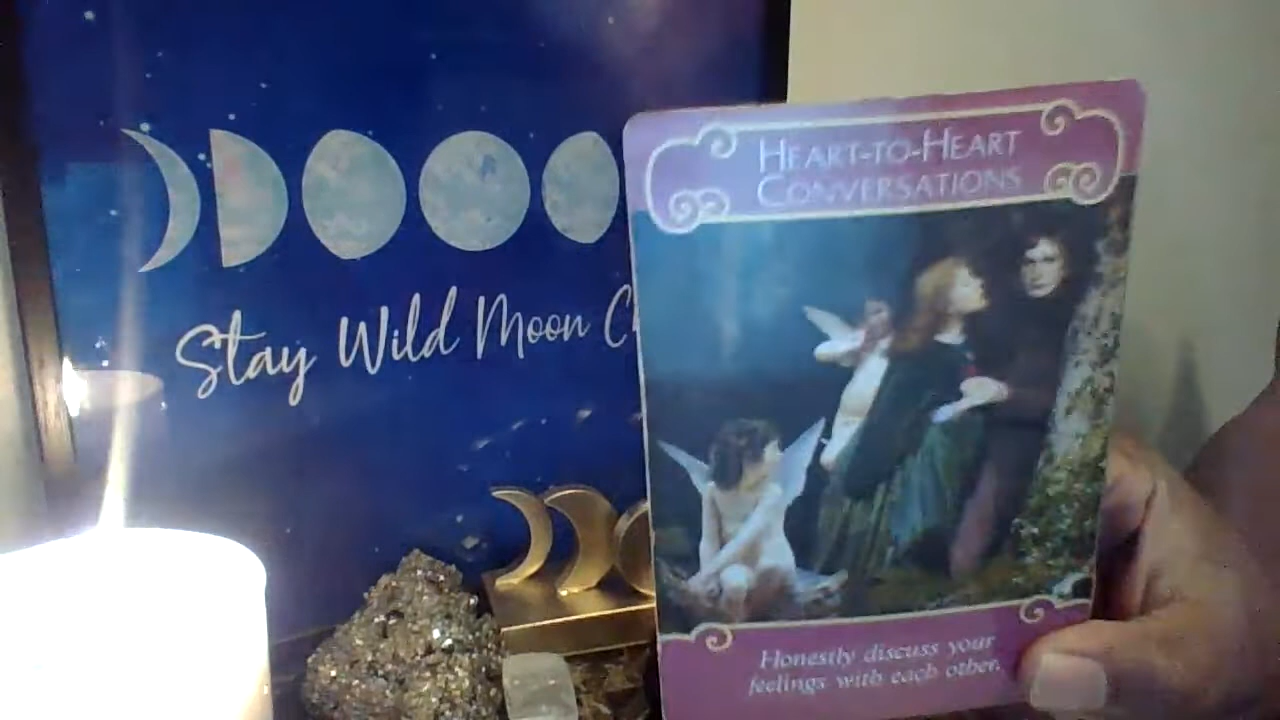 Stay Wild Moon C
HEART-TO-HEART
CONVERSATIONS
Honestly discuss your
feelings with each other.